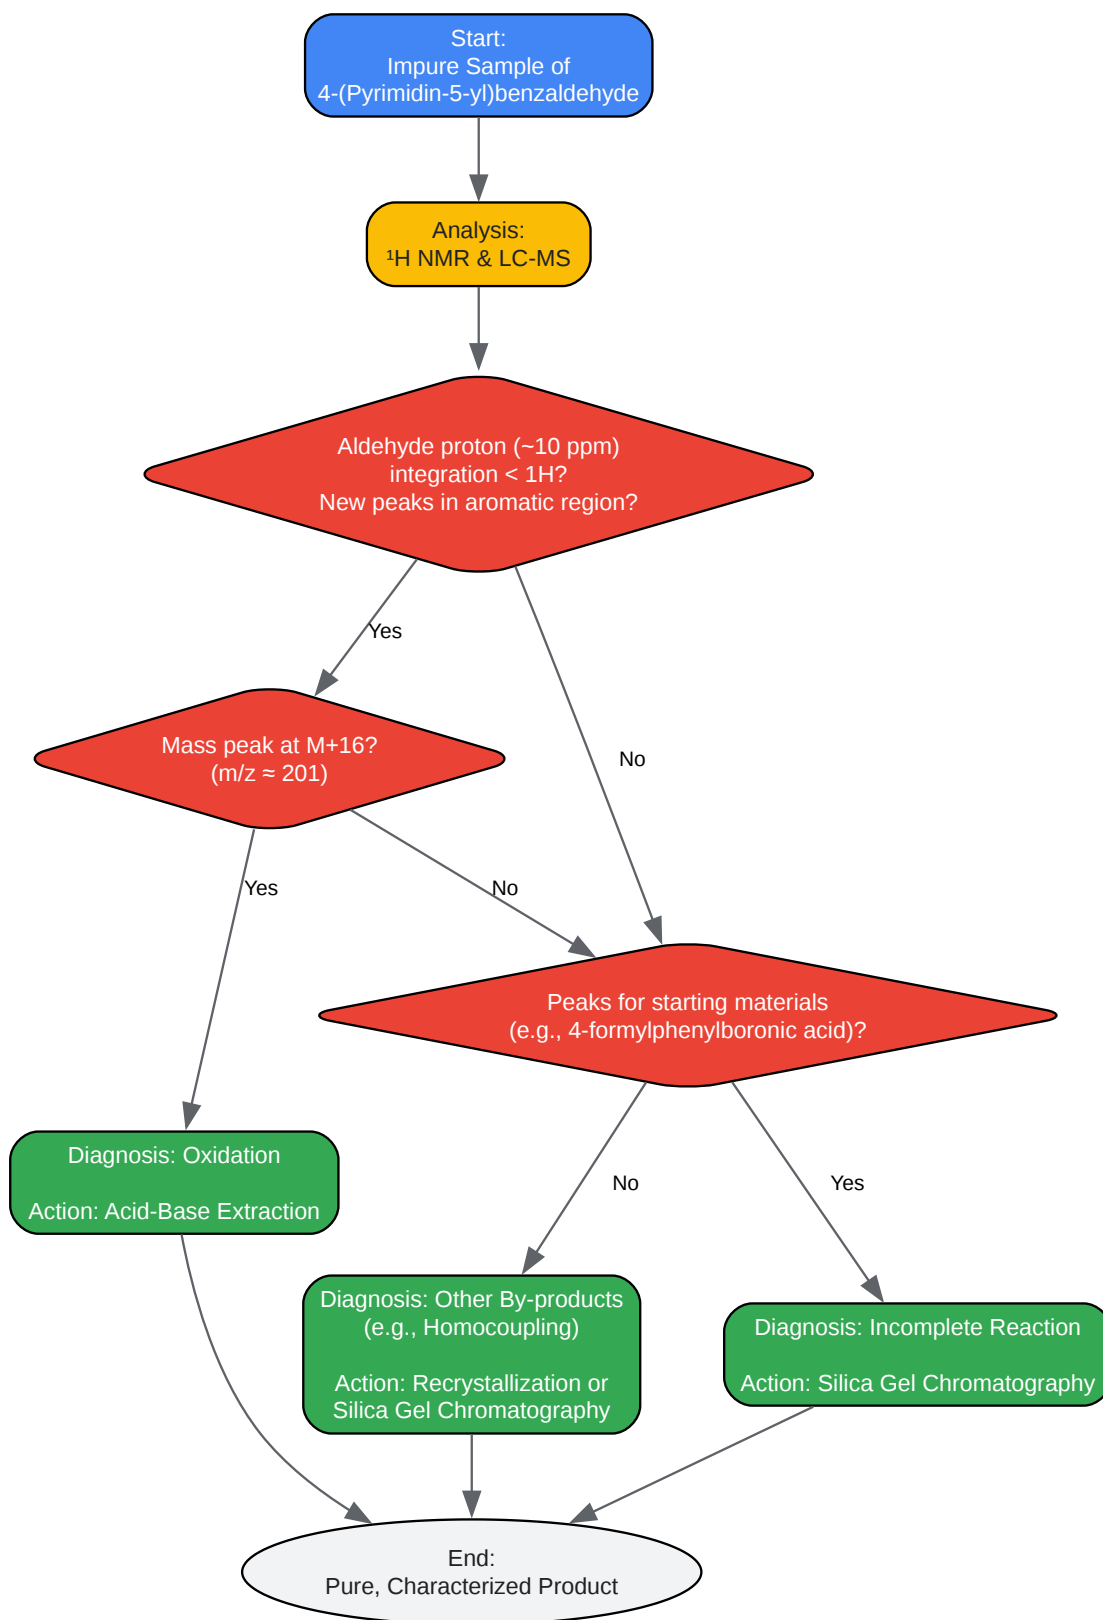 Start:
Impure Sample of
4-(Pyrimidin-5-yl)benzaldehyde
Analysis:
¹H NMR & LC-MS
Aldehyde proton (~10 ppm)
integration < 1H?
New peaks in aromatic region?
Yes
No
Mass peak at M+16?
(m/z ≈ 201)
Yes
No
Peaks for starting materials
(e.g., 4-formylphenylboronic acid)?
No
Yes
Diagnosis: Oxidation
Action: Acid-Base Extraction
Diagnosis: Other By-products
(e.g., Homocoupling)
Action: Recrystallization or
Silica Gel Chromatography
Diagnosis: Incomplete Reaction
Action: Silica Gel Chromatography
End:
Pure, Characterized Product